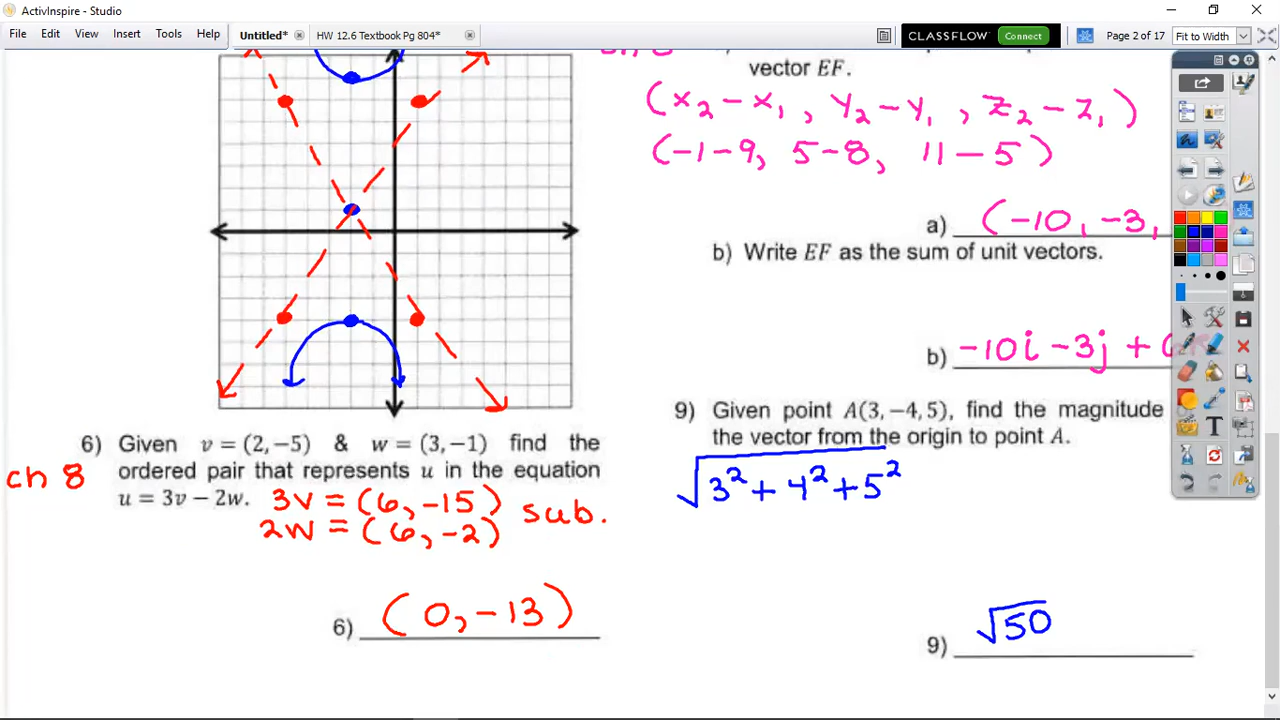 ActivInspire - Studio
File Edit View Insert Tools Help Untitled* HW 12.6 Textbook Pg 804* CLASSFLOW Connect Page 2 of 17 Fit to Width
vector EF.
(x₂ − x₁ , y₂ − y₁ , z₂ − z₁)
(−1−9, 5−8, 11−5)
a) (−10, −3,
b) Write EF as the sum of unit vectors.
b) −10i −3j +
6) Given v = (2, −5) & w = (3, −1) find the
ordered pair that represents u in the equation
u = 3v − 2w.
ch 8
3v = (6, −15)
2w = (6, −2)
sub.
6) (0, −13)
9) Given point A(3, −4, 5), find the magnitude
the vector from the origin to point A.
√3² + 4² + 5²
9) √50